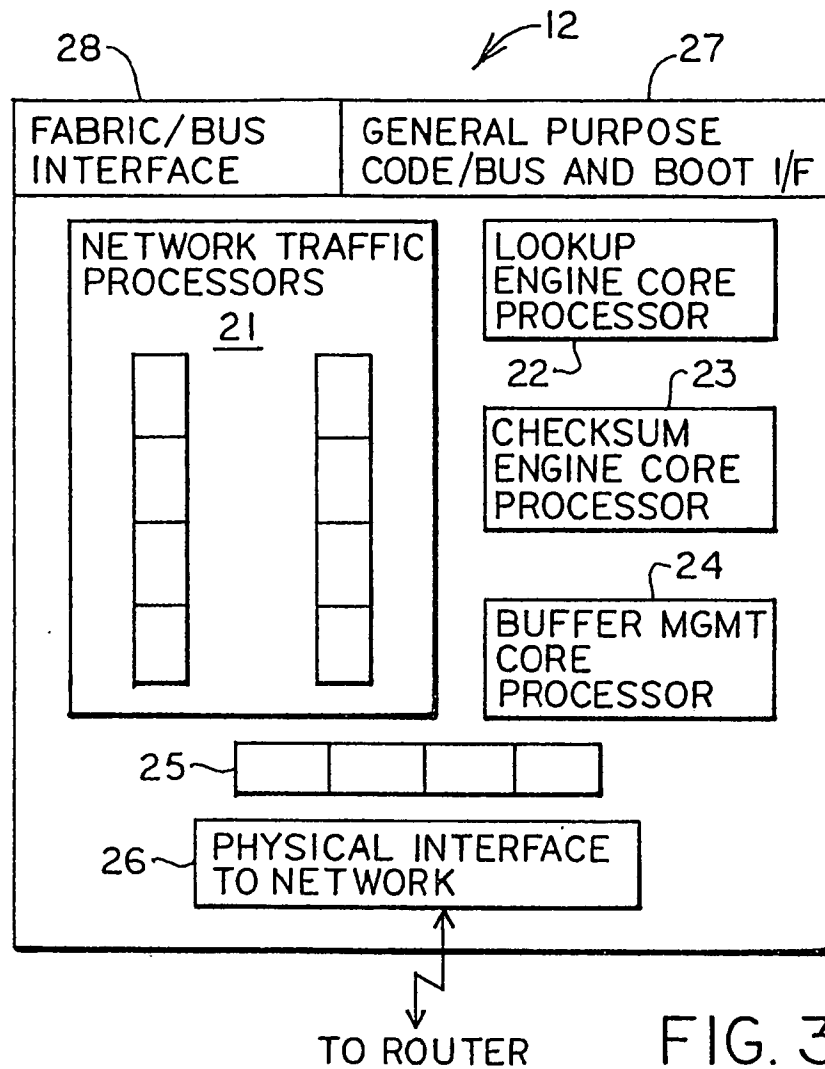 12
28
27
FABRIC/BUS
INTERFACE
GENERAL PURPOSE
CODE/BUS AND BOOT I/F
NETWORK TRAFFIC
PROCESSORS
21
LOOKUP
ENGINE CORE
PROCESSOR
22
23
CHECKSUM
ENGINE CORE
PROCESSOR
24
BUFFER MGMT
CORE
PROCESSOR
25
26
PHYSICAL INTERFACE
TO NETWORK
TO ROUTER
FIG. 3